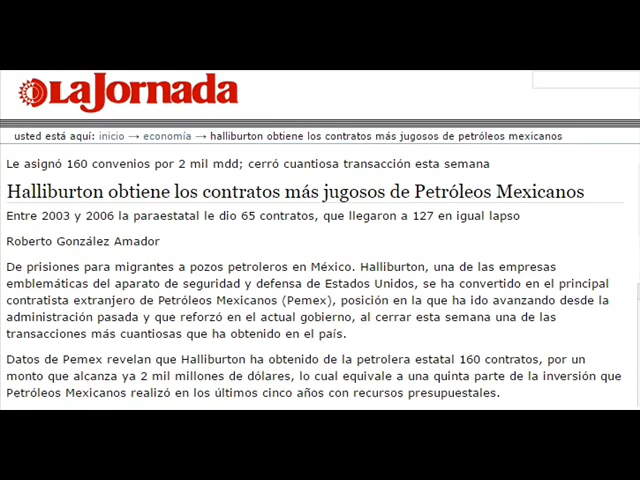 La Jornada
usted está aquí: inicio → economía → halliburton obtiene los contratos más jugosos de petróleos mexicanos
Le asignó 160 convenios por 2 mil mdd; cerró cuantiosa transacción esta semana
Halliburton obtiene los contratos más jugosos de Petróleos Mexicanos
Entre 2003 y 2006 la paraestatal le dio 65 contratos, que llegaron a 127 en igual lapso
Roberto González Amador
De prisiones para migrantes a pozos petroleros en México. Halliburton, una de las empresas
emblemáticas del aparato de seguridad y defensa de Estados Unidos, se ha convertido en el principal
contratista extranjero de Petróleos Mexicanos (Pemex), posición en la que ha ido avanzando desde la
administración pasada y que reforzó en el actual gobierno, al cerrar esta semana una de las
transacciones más cuantiosas que ha obtenido en el país.
Datos de Pemex revelan que Halliburton ha obtenido de la petrolera estatal 160 contratos, por un
monto que alcanza ya 2 mil millones de dólares, lo cual equivale a una quinta parte de la inversión que
Petróleos Mexicanos realizó en los últimos cinco años con recursos presupuestales.